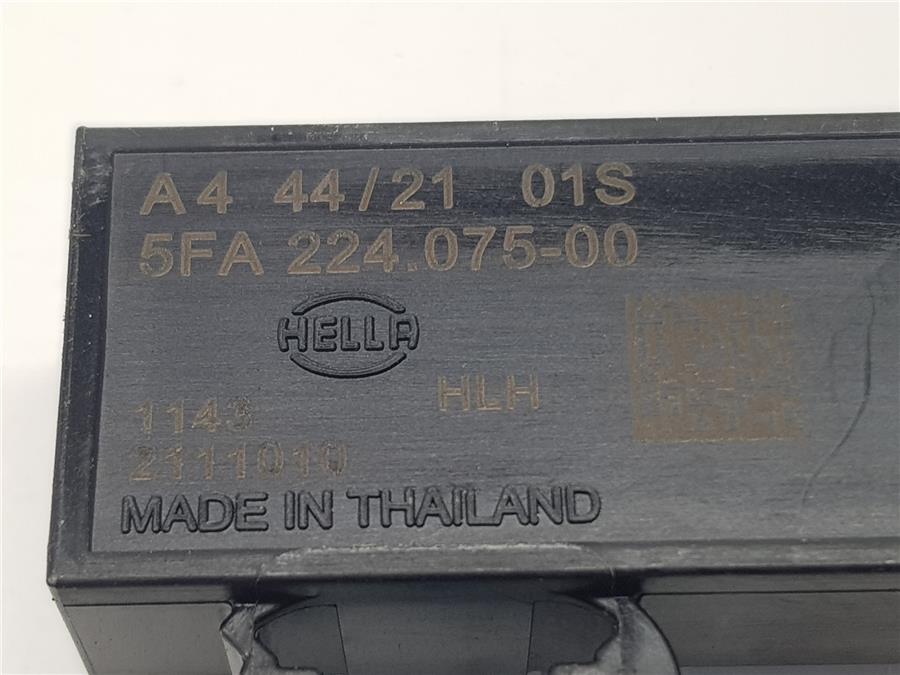 A4 44/21 01S
5FA 224.075-00
HELLA
HLH
1143
2111010
MADE IN THAILAND